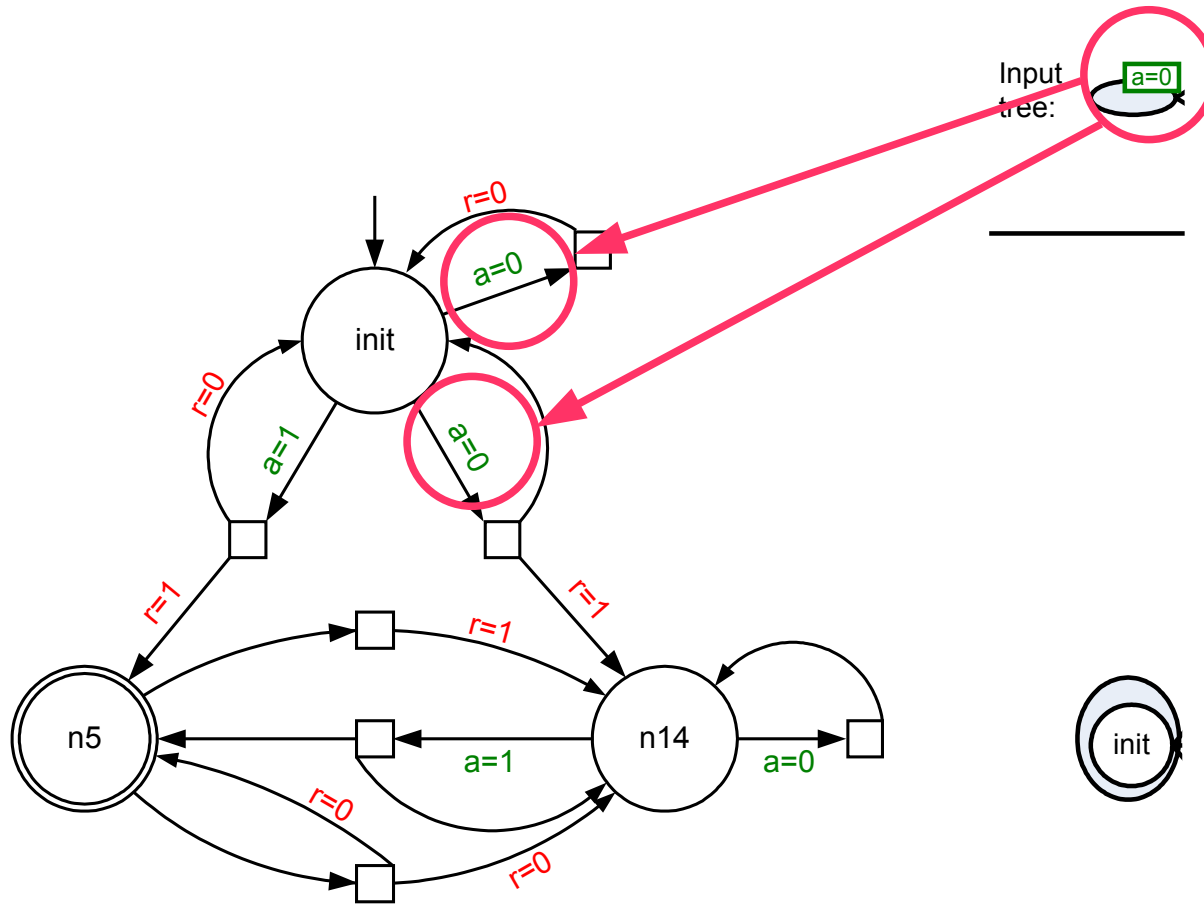 Input
tree:
a=0
r=0
a=0
init
r=0
a=1
a=0
r=1
r=1
r=1
n5
n14
a=1
a=0
init
r=0
r=0